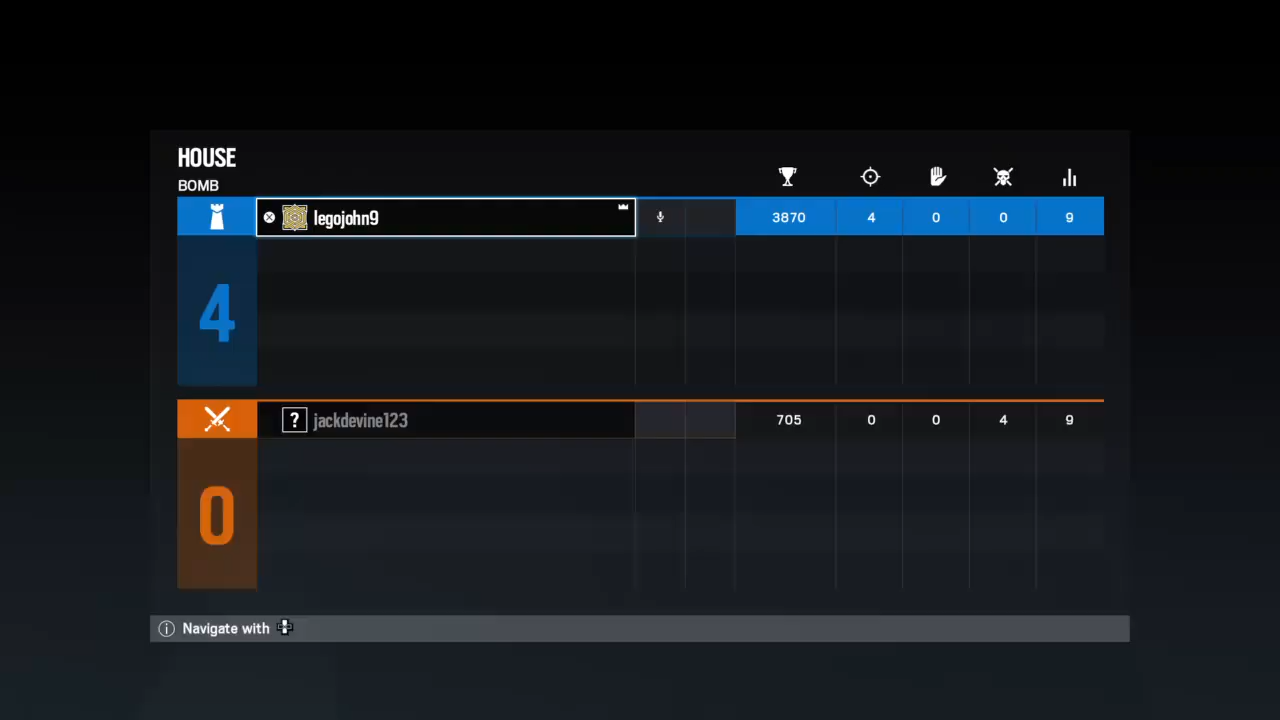 HOUSE
BOMB
legojohn9 3870 4 0 0 9
4
? jackdevine123 705 0 0 4 9
0
Navigate with